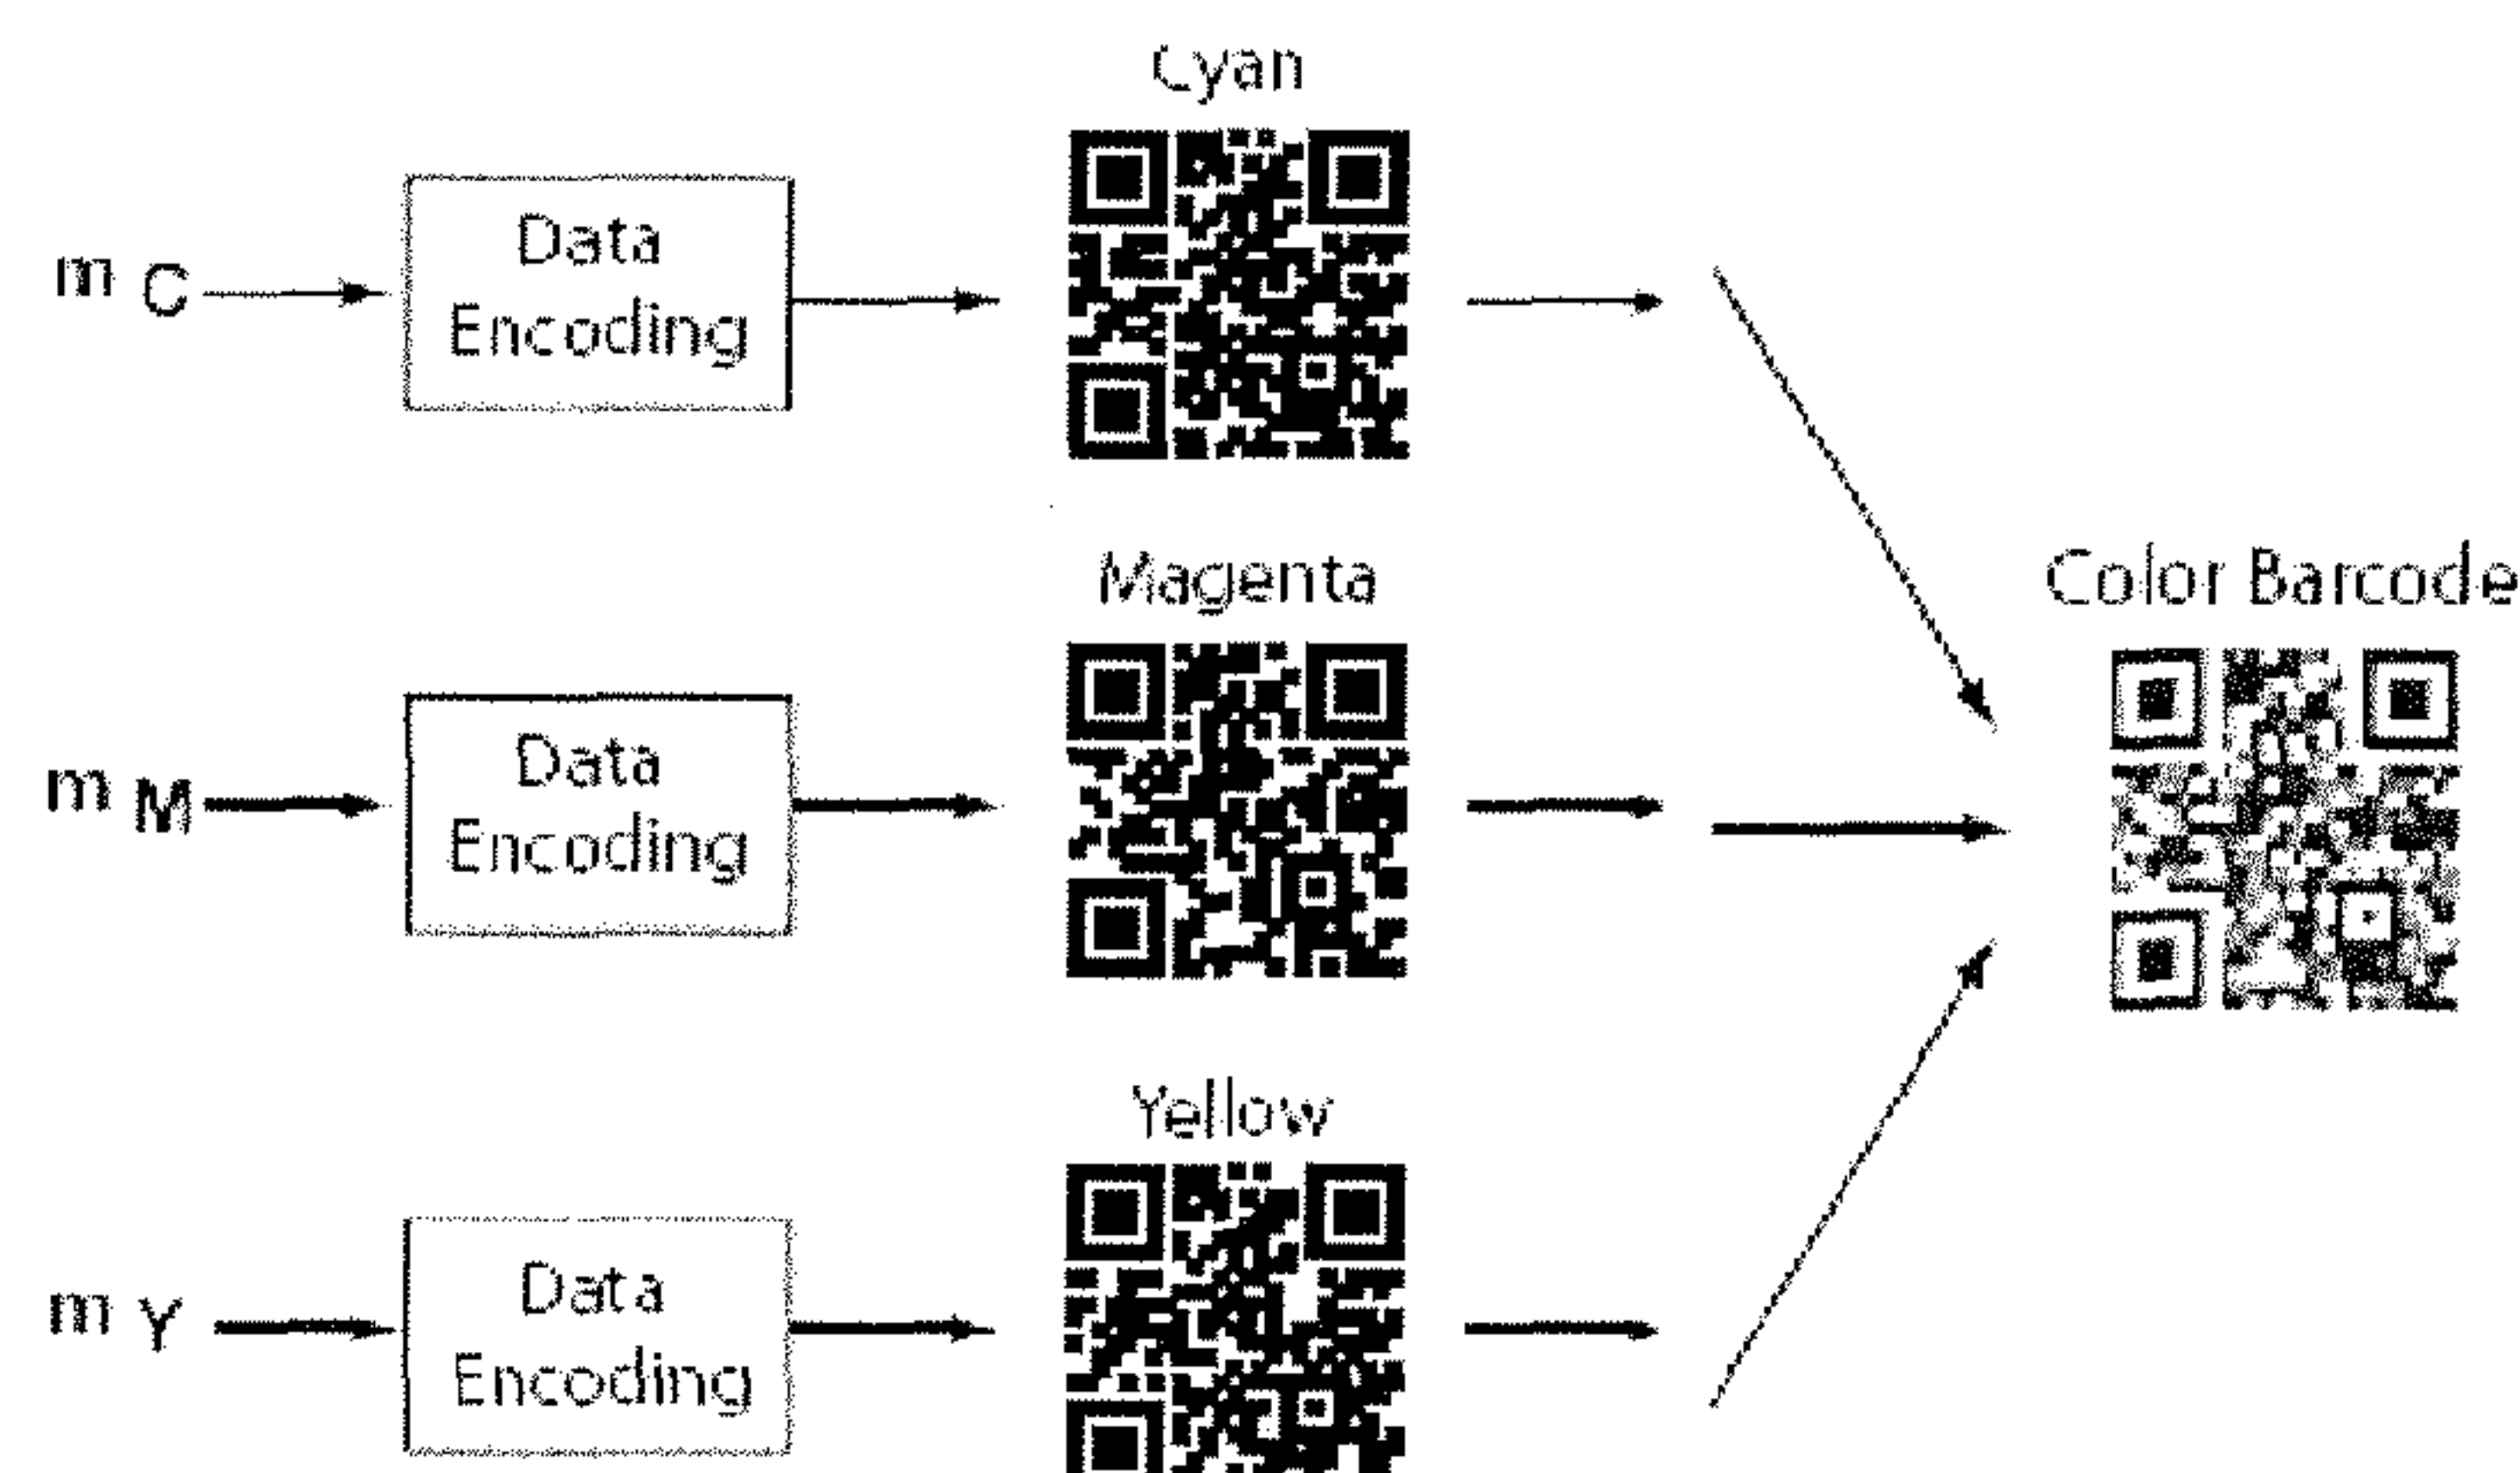 Cyan
m C
Data
Encoding
Magenta
Color Barcode
m M
Data
Encoding
Yellow
m Y
Data
Encoding